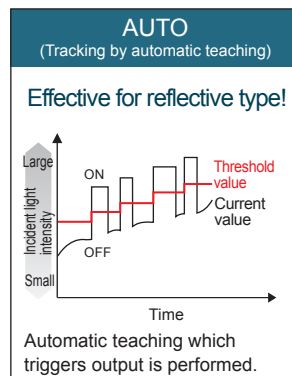 AUTO
(Tracking by automatic teaching)
Effective for reflective type!
Large
ON
Threshold
value
Current
value
Incident light
intensity
OFF
Small
Time
Automatic teaching which
triggers output is performed.